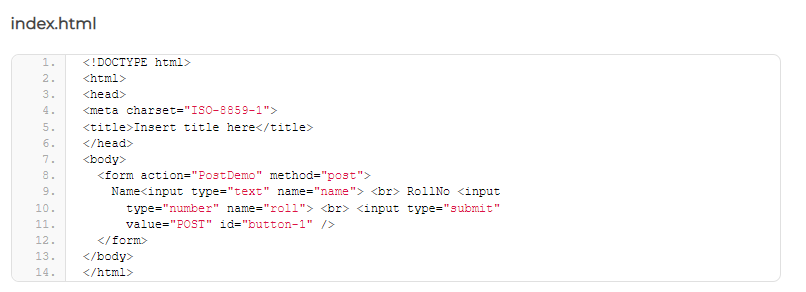 index.html
1. <!DOCTYPE html>
2. <html>
3. <head>
4. <meta charset="ISO-8859-1">
5. <title>Insert title here</title>
6. </head>
7. <body>
8.   <form action="PostDemo" method="post">
9.     Name<input type="text" name="name"> <br> RollNo <input
10.       type="number" name="roll"> <br> <input type="submit"
11.       value="POST" id="button-1" />
12.   </form>
13. </body>
14. </html>